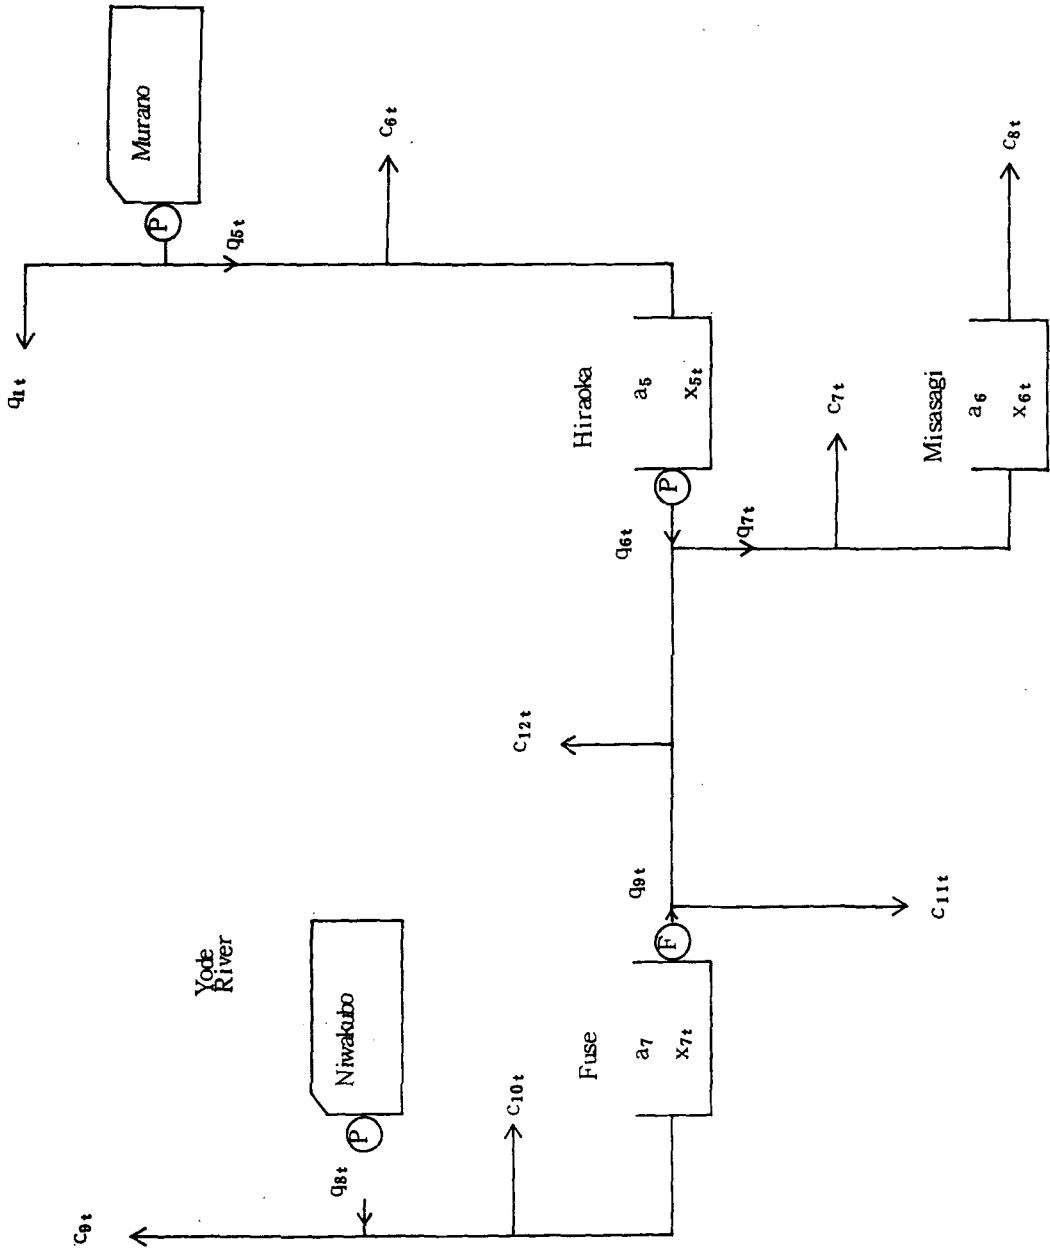 Murano
P
q1t
q5t
C6t
Hiraoka
a5
x5t
P
q6t
q7t
C7t
Misasagi
a6
x6t
C8t
C12t
q9t
F
C11t
Yode
River
Niwakubo
P
q8t
C9t
C10t
Fuse
a7
x7t